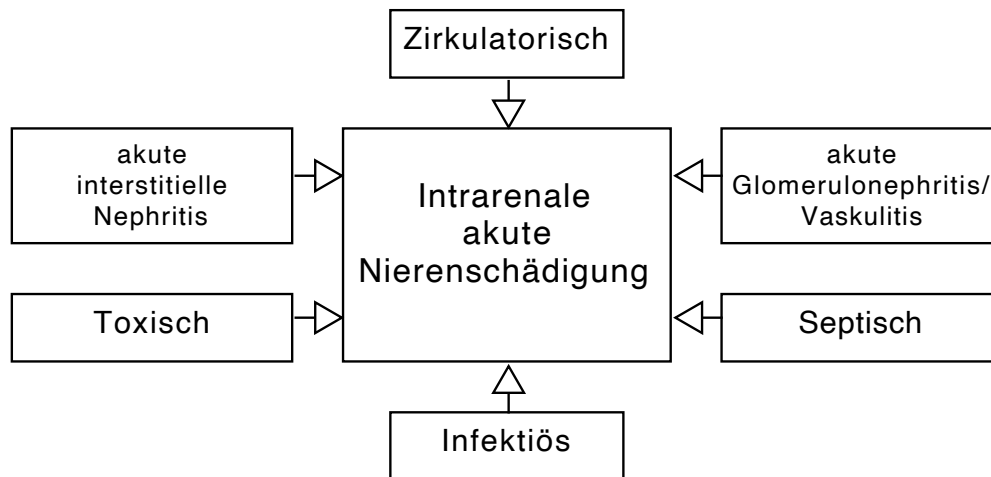 Zirkulatorisch
akute
interstitielle
Nephritis
Intrarenale
akute
Nierenschädigung
akute
Glomerulonephritis/
Vaskulitis
Toxisch
Septisch
Infektiös